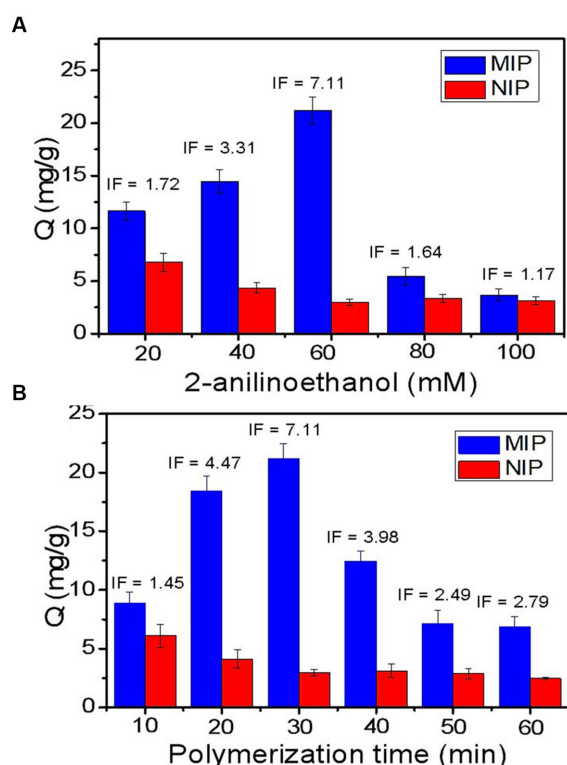 A
Q (mg/g)
25
20
15
10
5
0
MIP
NIP
IF = 1.72
IF = 3.31
IF = 7.11
IF = 1.64
IF = 1.17
20 40 60 80 100
2-anilinoethanol (mM)
B
Q (mg/g)
25
20
15
10
5
0
MIP
NIP
IF = 1.45
IF = 4.47
IF = 7.11
IF = 3.98
IF = 2.49
IF = 2.79
10 20 30 40 50 60
Polymerization time (min)